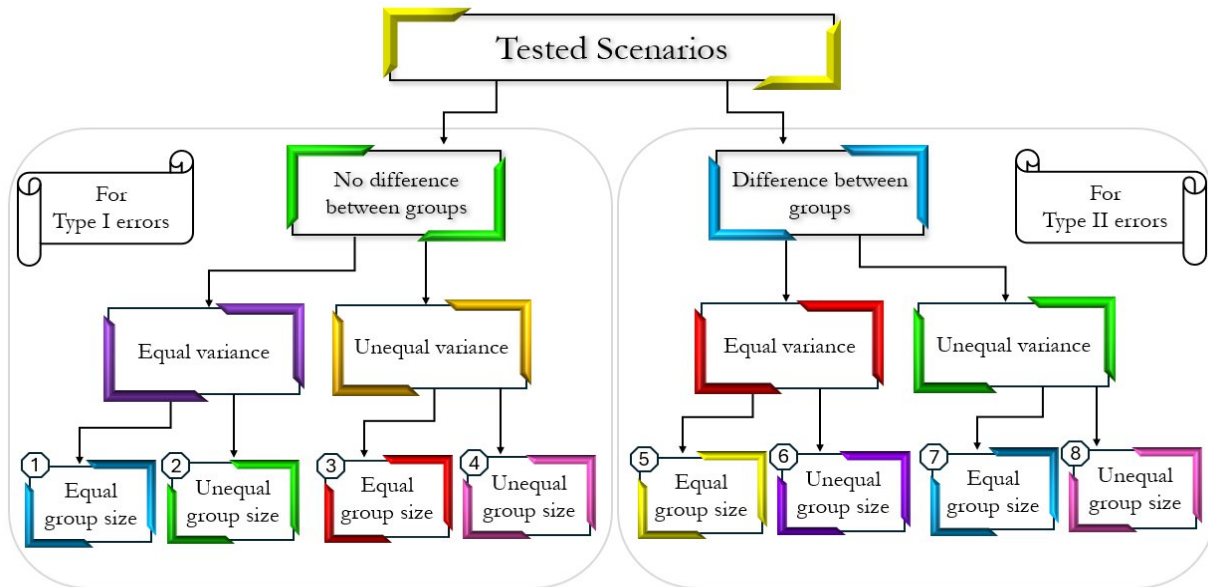 Tested Scenarios
For
Type I errors
No difference
between groups
Difference between
groups
For
Type II errors
Equal variance
Unequal variance
Equal variance
Unequal variance
1
Equal
group size
2
Unequal
group size
3
Equal
group size
4
Unequal
group size
5
Equal
group size
6
Unequal
group size
7
Equal
group size
8
Unequal
group size